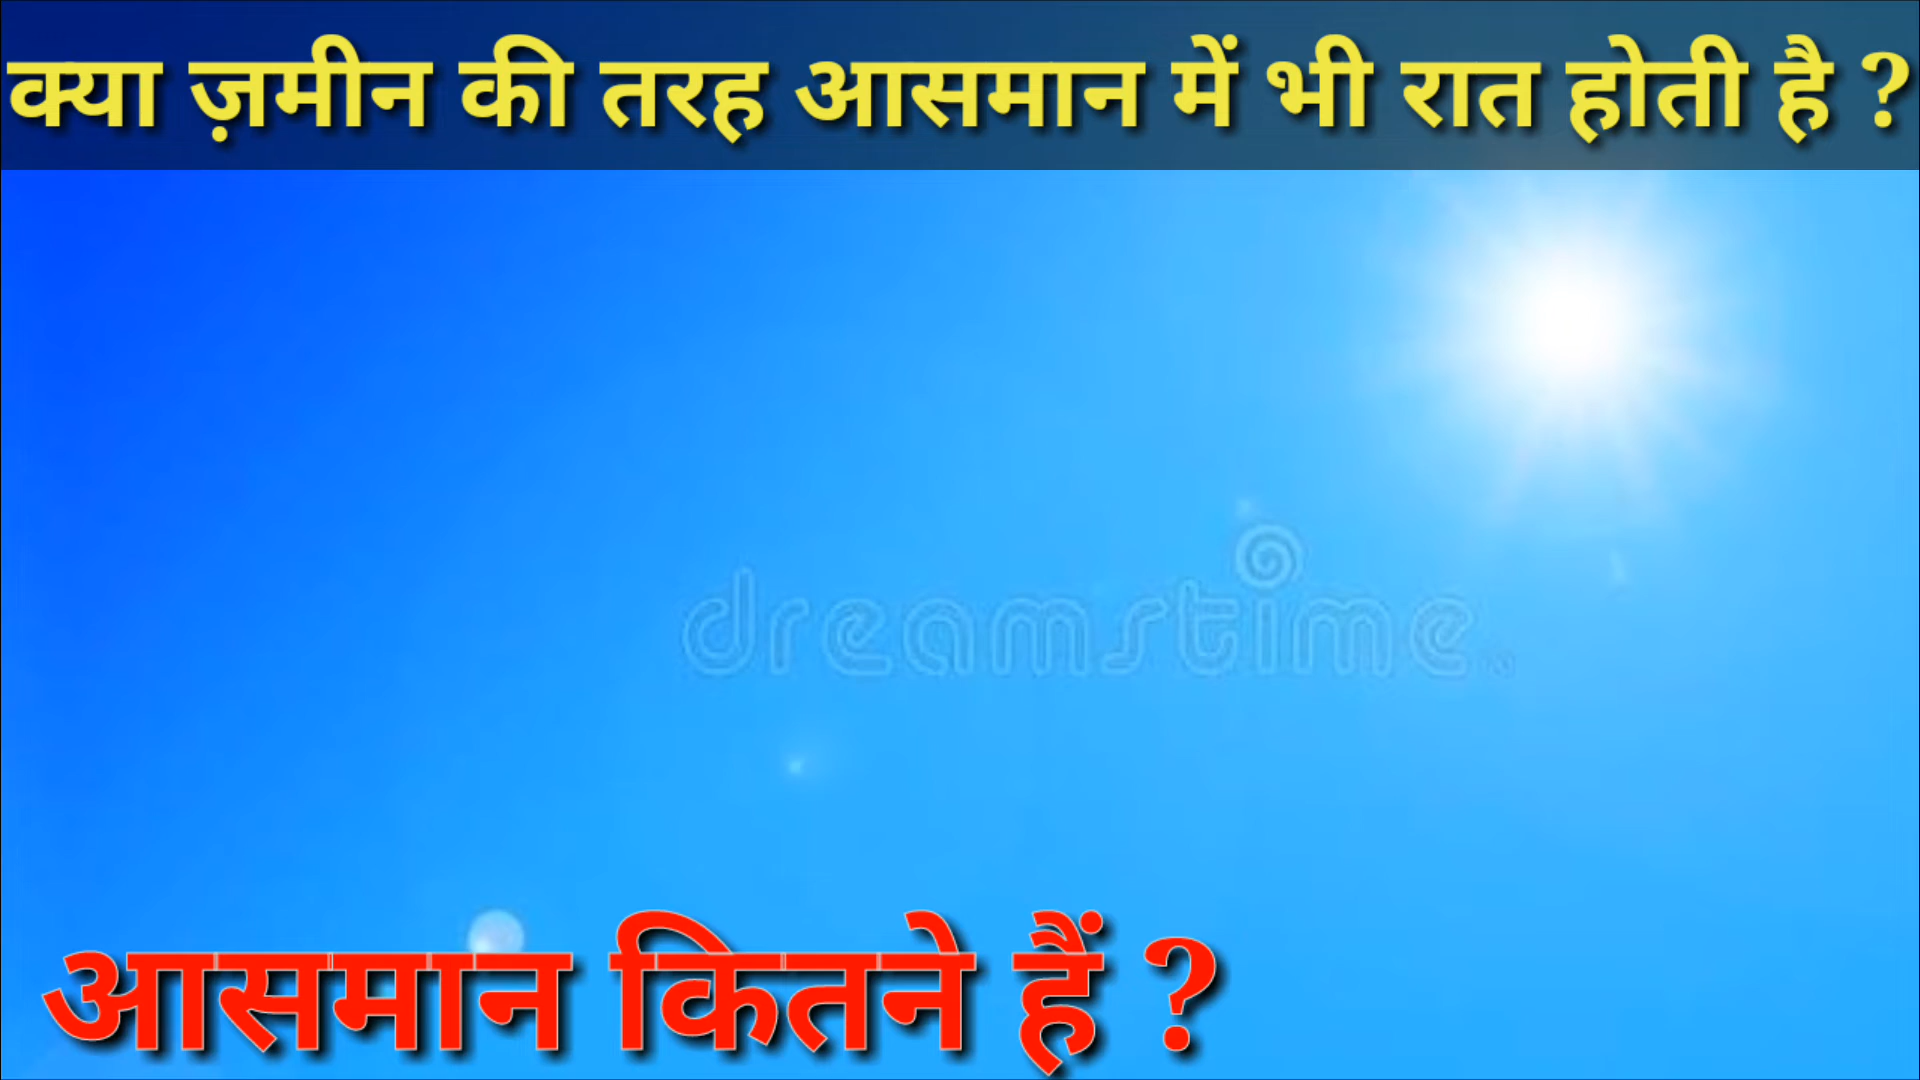 क्या ज़मीन की तरह आसमान में भी रात होती है ?
dreamstime
आसमान कितने हैं ?